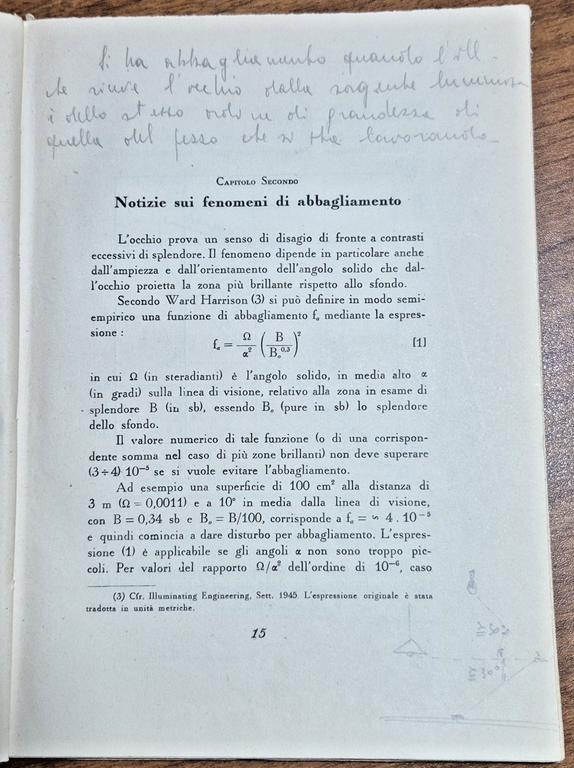 Si ha abbagliamento quando l'ill.
che riceve l'occhio dalla sorgente luminosa
è dello stesso ordine di grandezza di
quella del pezzo che si sta lavorando_
Capitolo Secondo
Notizie sui fenomeni di abbagliamento
L'occhio prova un senso di disagio di fronte a contrasti
eccessivi di splendore. Il fenomeno dipende in particolare anche
dall'ampiezza e dall'orientamento dell'angolo solido che dal-
l'occhio proietta la zona più brillante rispetto allo sfondo.
Secondo Ward Harrison (3) si può definire in modo semi-
empirico una funzione di abbagliamento fₐ mediante la espres-
sione :
fₐ = Ω/α² (B/Bₒ^0,3)² [1]
in cui Ω (in steradianti) è l'angolo solido, in media alto α
(in gradi) sulla linea di visione, relativo alla zona in esame di
splendore B (in sb), essendo Bₒ (pure in sb) lo splendore
dello sfondo.
Il valore numerico di tale funzione (o di una corrispon-
dente somma nel caso di più zone brillanti) non deve superare
(3÷4) 10⁻⁵ se si vuole evitare l'abbagliamento.
Ad esempio una superficie di 100 cm² alla distanza di
3 m (Ω = 0,0011) e a 10° in media dalla linea di visione,
con B = 0,34 sb e Bₒ = B/100, corrisponde a fₐ = ∽ 4 . 10⁻⁵
e quindi comincia a dare disturbo per abbagliamento. L'espres-
sione (1) è applicabile se gli angoli α non sono troppo pic-
coli. Per valori del rapporto Ω/α² dell'ordine di 10⁻⁶, caso
(3) Cfr. Illuminating Engineering, Sett. 1945 L'espressione originale è stata
tradotta in unità metriche.
15
≅30°
≅30°